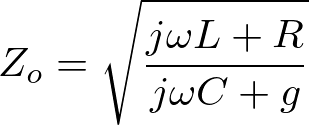 $Z_o = \sqrt{\frac{j\omega L + R}{j\omega C + g}}$